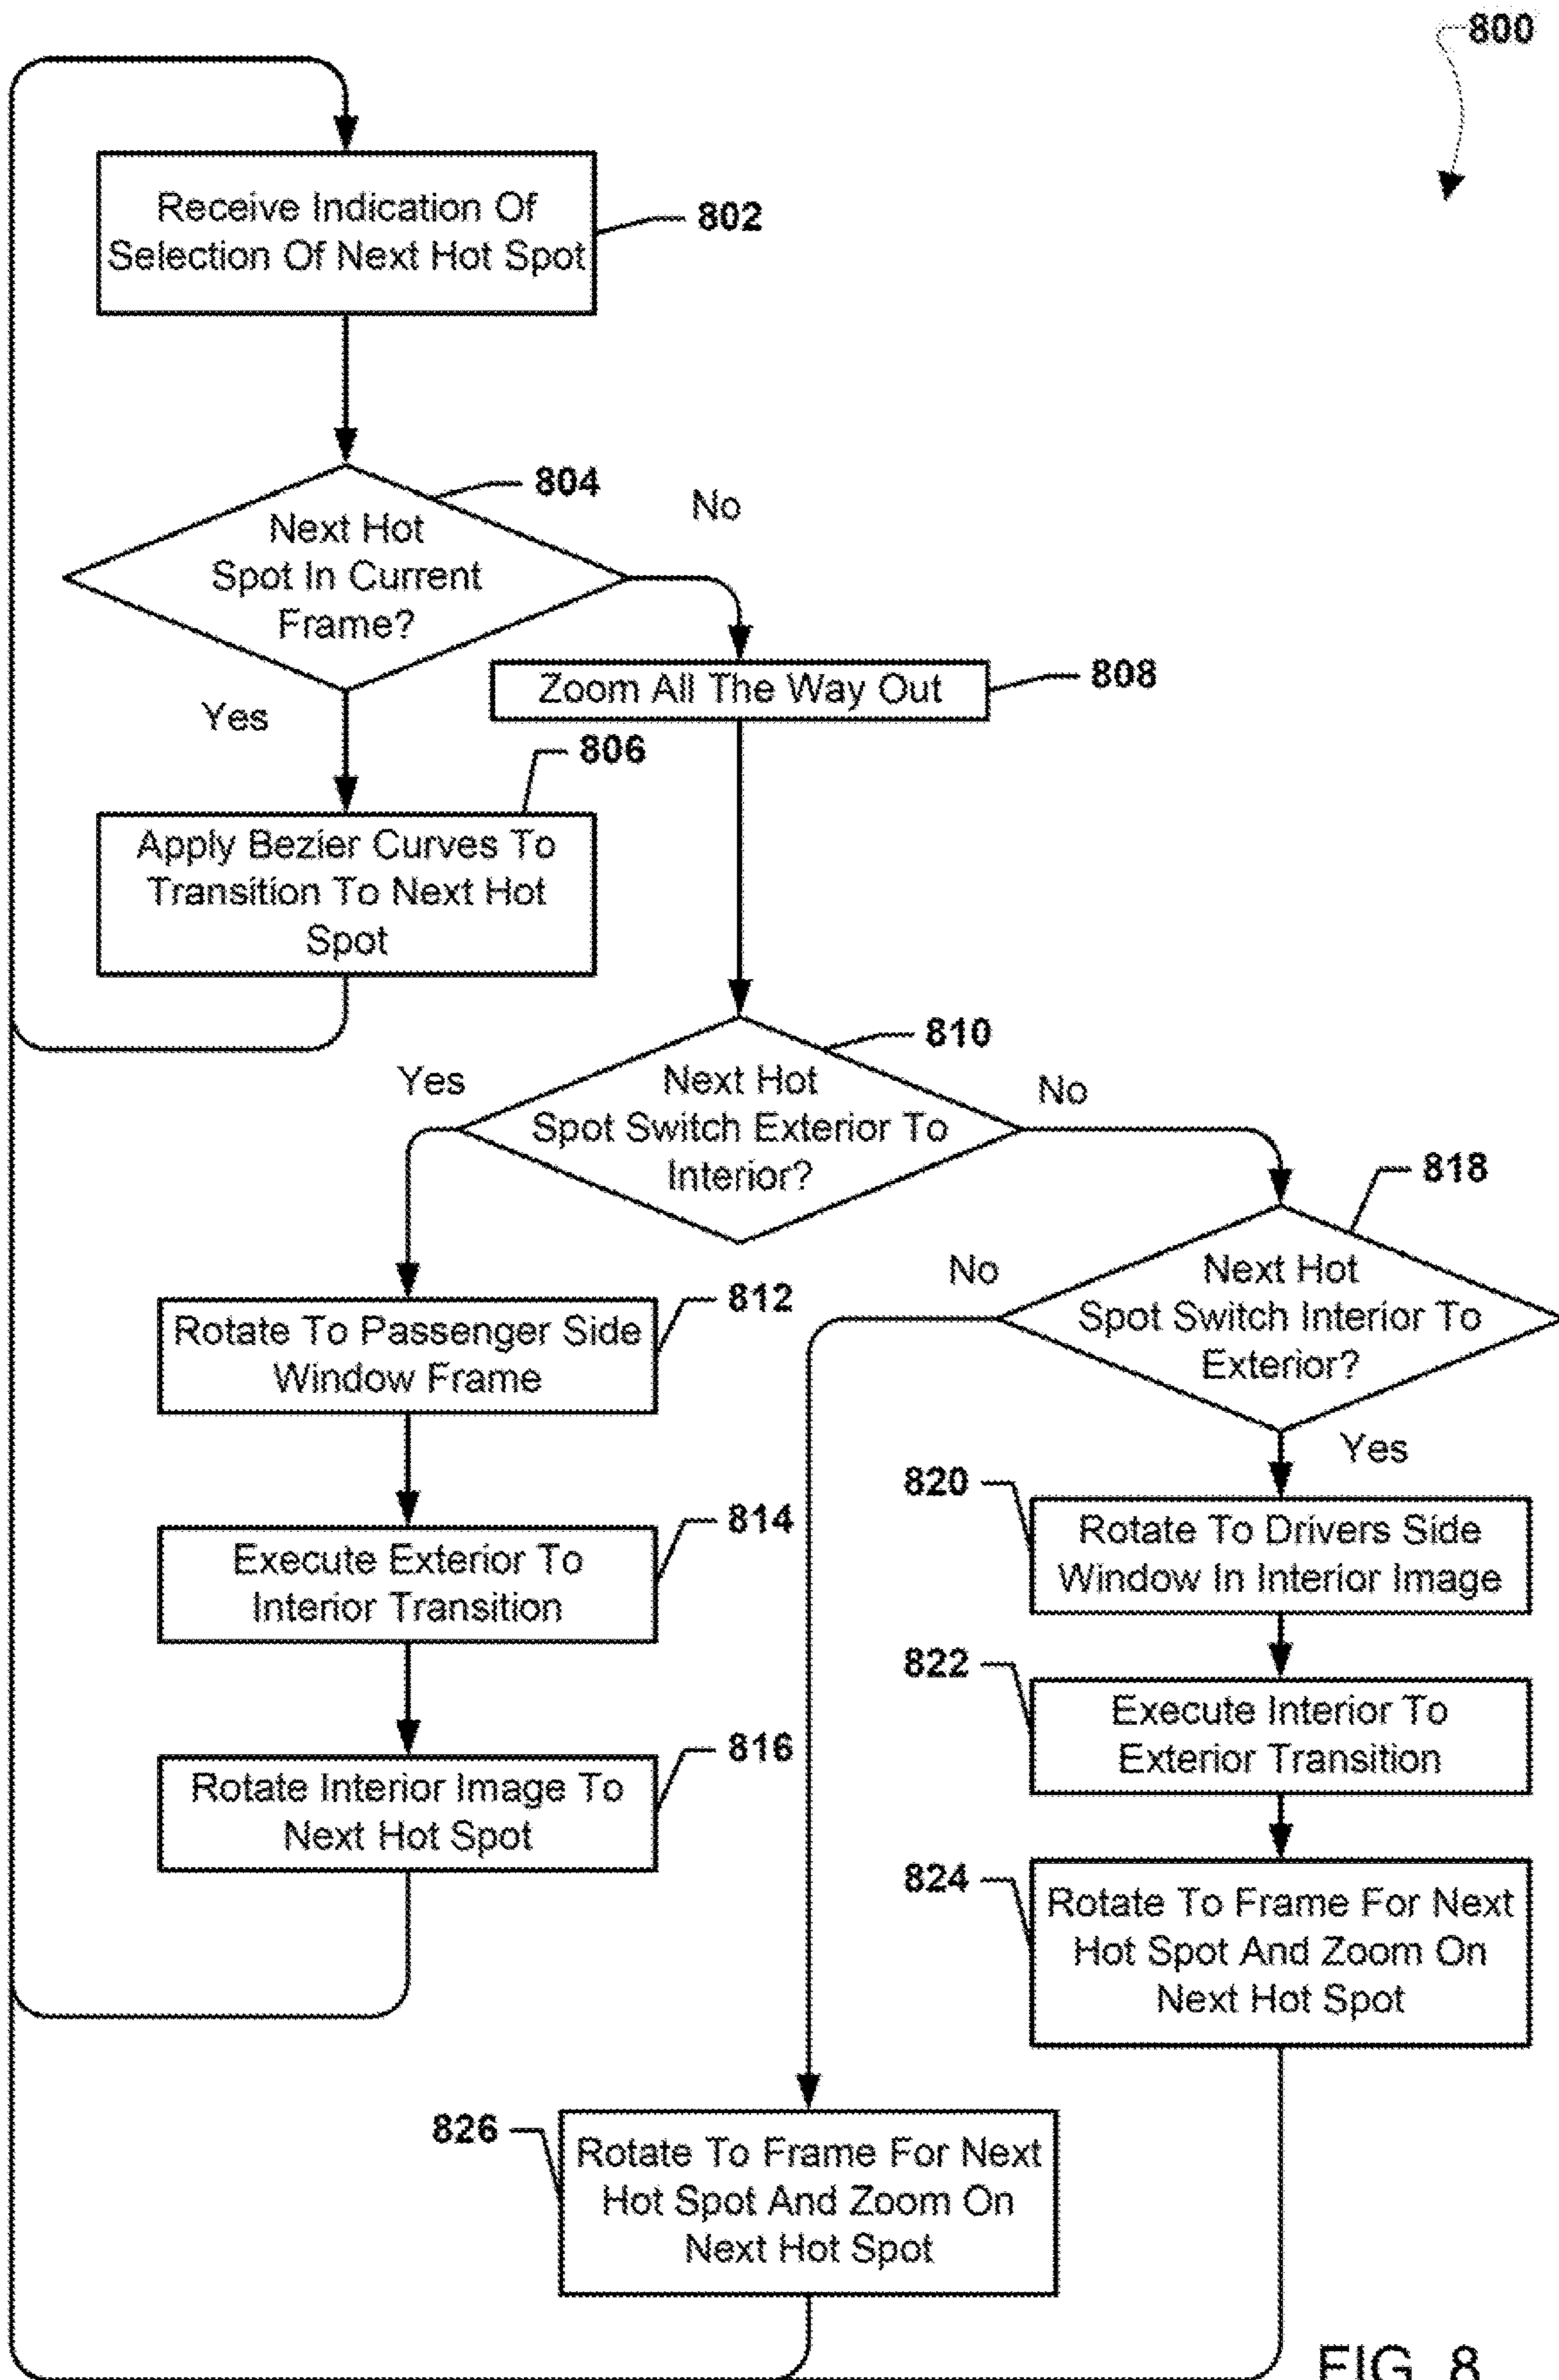 800
Receive Indication Of
Selection Of Next Hot Spot
802
804
Next Hot
Spot In Current
Frame?
No
Yes
Zoom All The Way Out
808
806
Apply Bezier Curves To
Transition To Next Hot
Spot
810
Next Hot
Spot Switch Exterior To
Interior?
Yes
No
818
Next Hot
Spot Switch Interior To
Exterior?
No
Yes
812
Rotate To Passenger Side
Window Frame
814
Execute Exterior To
Interior Transition
816
Rotate Interior Image To
Next Hot Spot
820
Rotate To Drivers Side
Window In Interior Image
822
Execute Interior To
Exterior Transition
824
Rotate To Frame For Next
Hot Spot And Zoom On
Next Hot Spot
826
Rotate To Frame For Next
Hot Spot And Zoom On
Next Hot Spot
FIG. 8